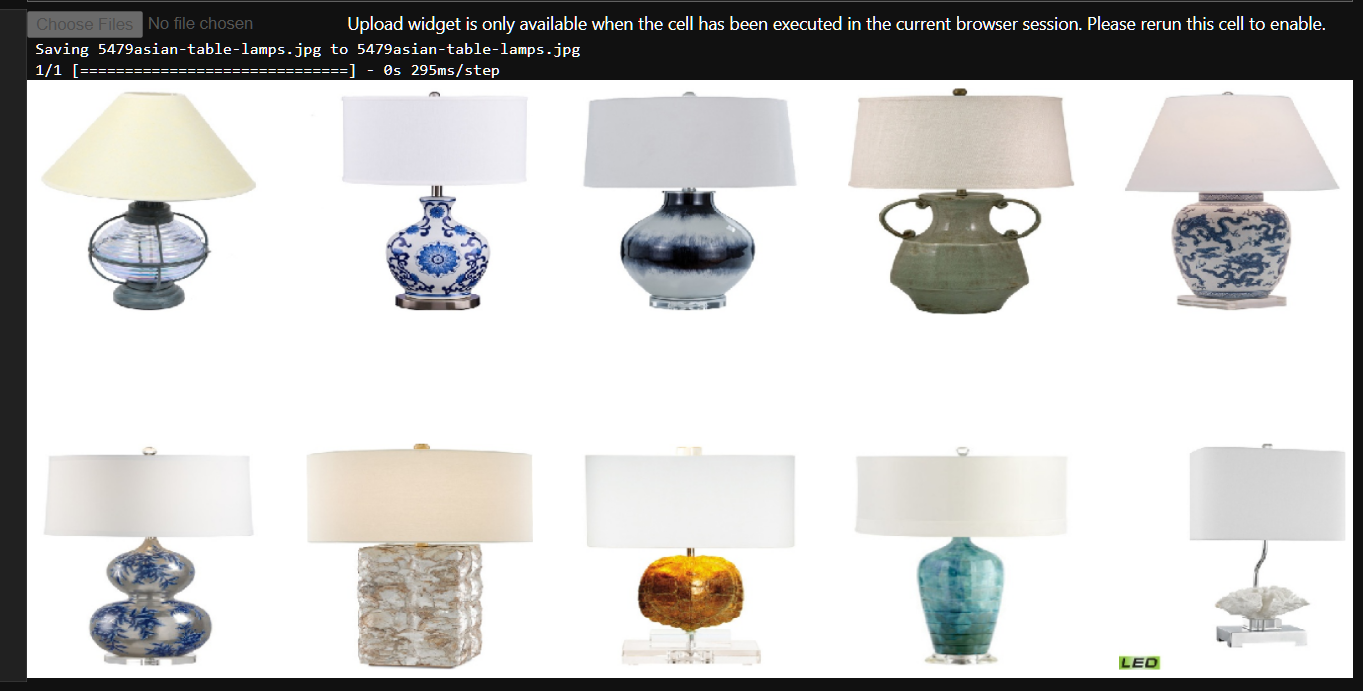 Choose Files No file chosen Upload widget is only available when the cell has been executed in the current browser session. Please rerun this cell to enable.
Saving 5479asian-table-lamps.jpg to 5479asian-table-lamps.jpg
1/1 [==============================] - 0s 295ms/step
LED